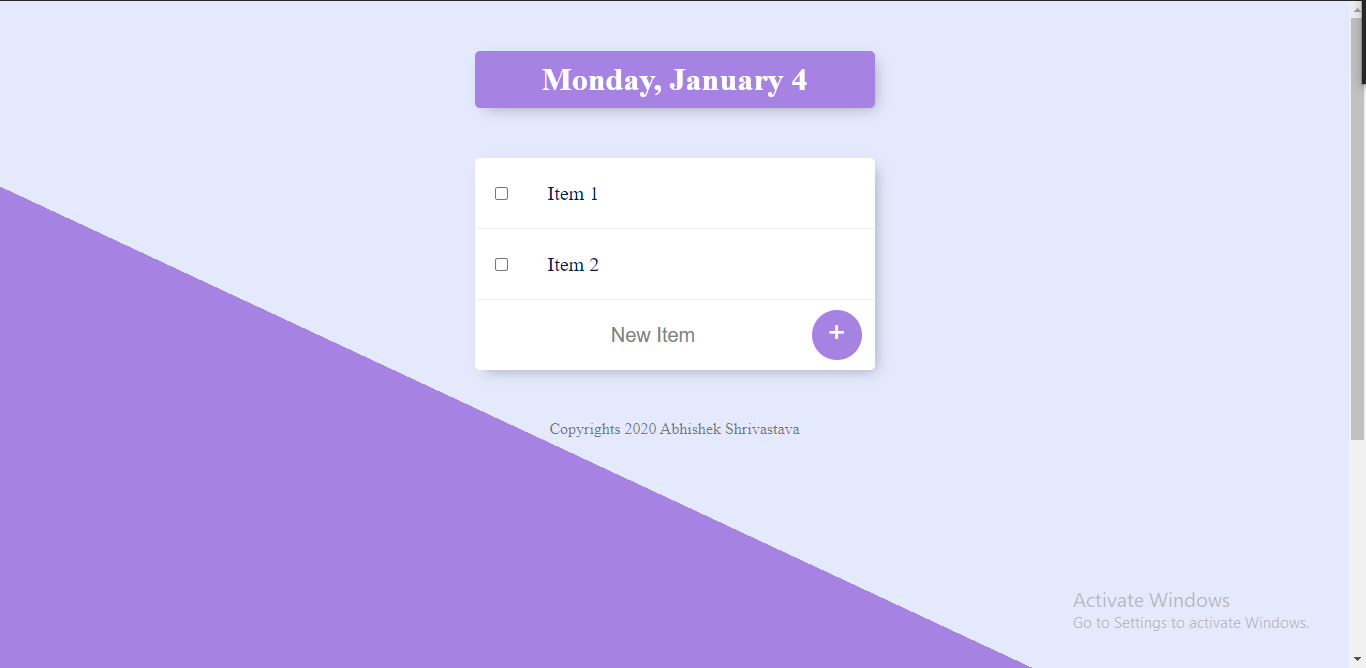 Monday, January 4
Item 1
Item 2
New Item
+
Copyrights 2020 Abhishek Shrivastava
Activate Windows
Go to Settings to activate Windows.